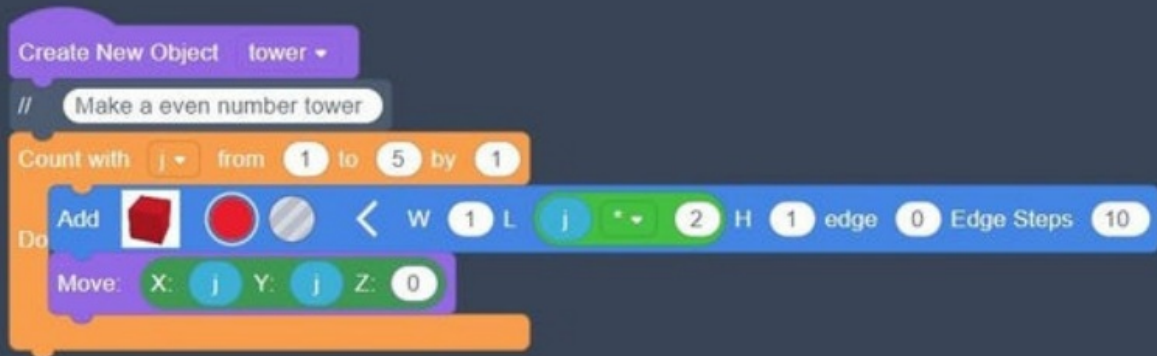 Create New Object tower
// Make a even number tower
Count with j from 1 to 5 by 1
Add W 1 L j * 2 H 1 edge 0 Edge Steps 10
Do
Move: X: j Y: j Z: 0